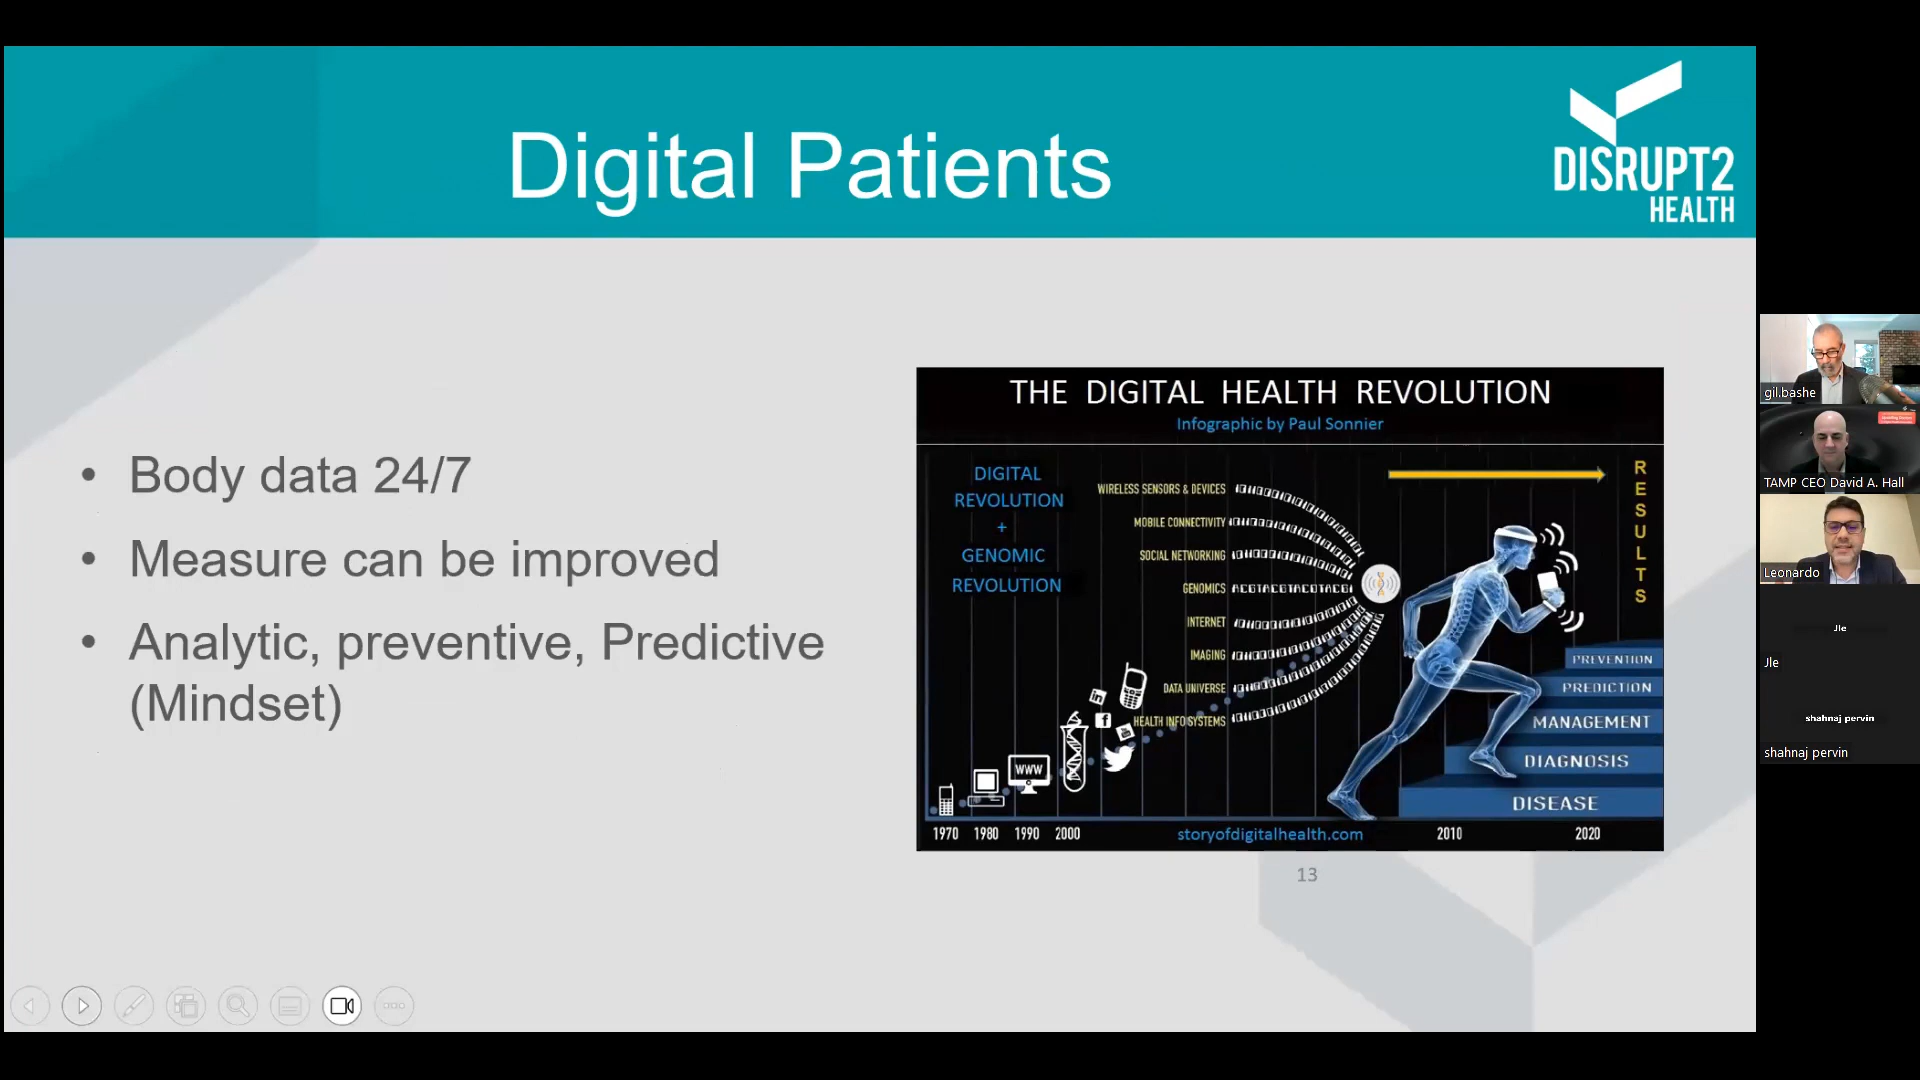 Digital Patients
DISRUPT2
HEALTH
• Body data 24/7
• Measure can be improved
• Analytic, preventive, Predictive
(Mindset)
THE DIGITAL HEALTH REVOLUTION
Infographic by Paul Sonnier
DIGITAL
REVOLUTION
+
GENOMIC
REVOLUTION
WIRELESS SENSORS & DEVICES
MOBILE CONNECTIVITY
SOCIAL NETWORKING
GENOMICS
INTERNET
IMAGING
DATA UNIVERSE
HEALTH INFO SYSTEMS
RESULTS
in
f
WWW
PREVENTION
PREDICTION
MANAGEMENT
DIAGNOSIS
DISEASE
1970 1980 1990 2000 storyofdigitalhealth.com 2010 2020
13
gil.bashe
TAMP CEO David A. Hall
Leonardo
Jle
Jle
shahnaj pervin
shahnaj pervin